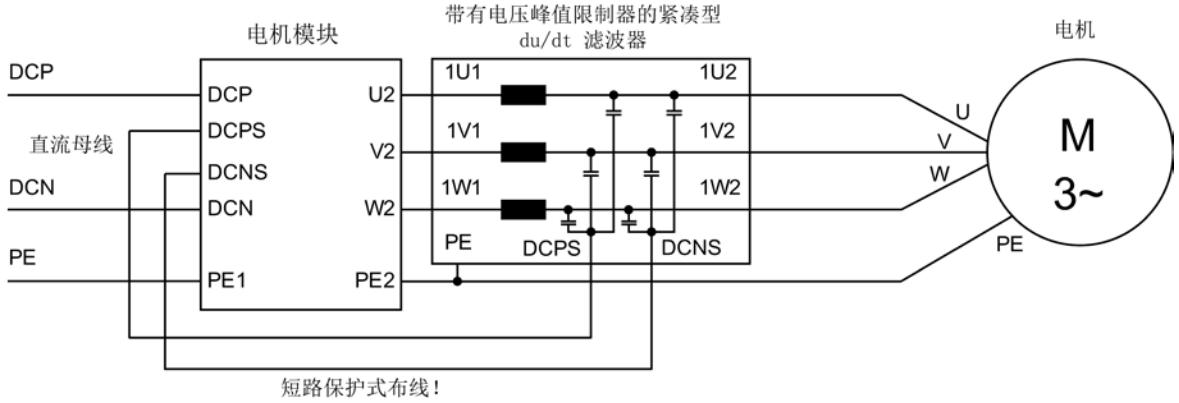 带有电压峰值限制器的紧凑型
du/dt 滤波器
电机模块
电机
DCP
直流母线
DCN
PE
DCP
DCPS
DCNS
DCN
PE1
U2
V2
W2
PE2
1U1
1V1
1W1
PE
1U2
1V2
1W2
DCPS
DCNS
U
V
W
PE
M
3~
短路保护式布线！